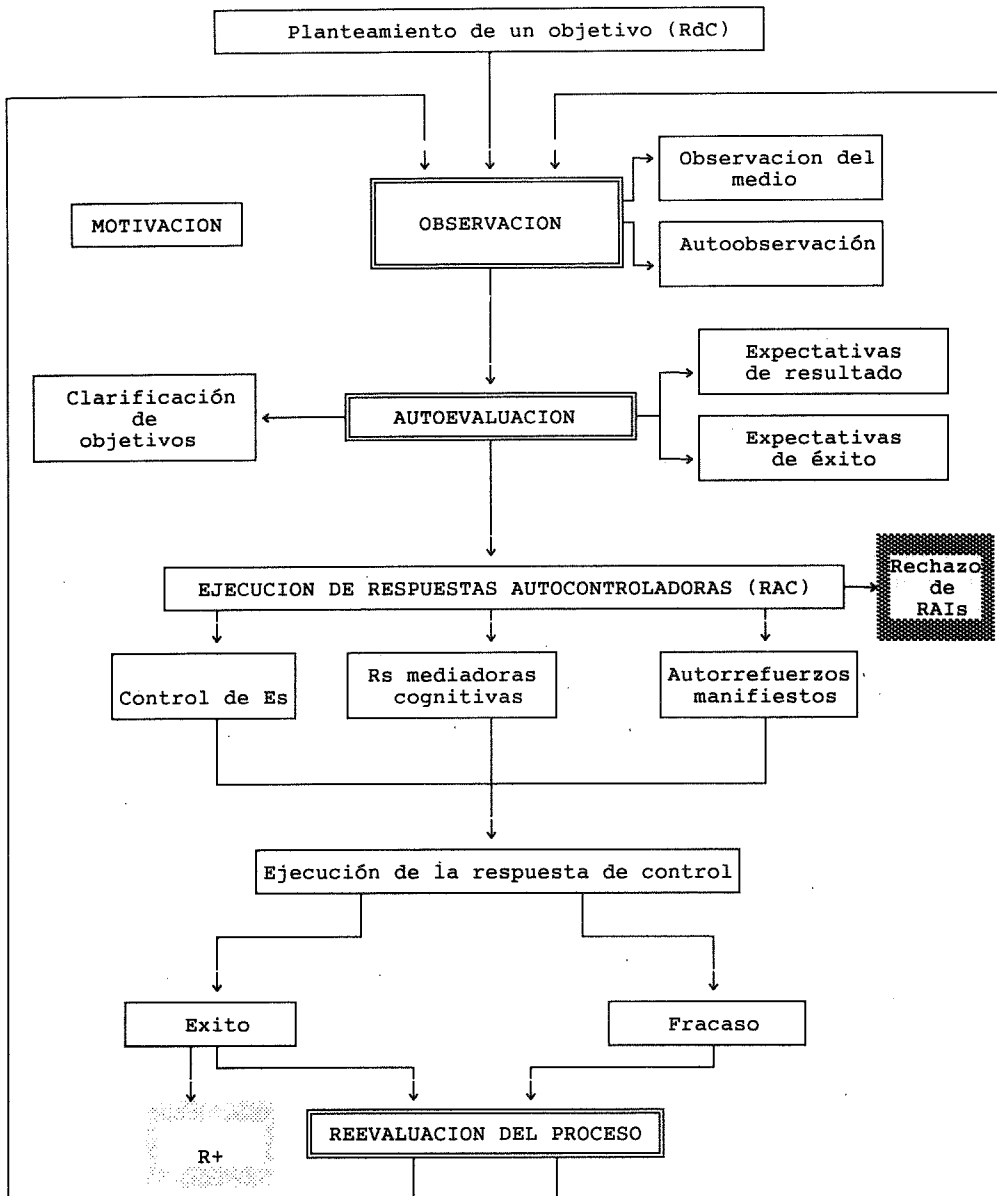 Planteamiento de un objetivo (RdC)
Observacion del
medio
MOTIVACION
OBSERVACION
Autoobservación
Expectativas
de resultado
Clarificación
de
objetivos
AUTOEVALUACION
Expectativas
de éxito
EJECUCION DE RESPUESTAS AUTOCONTROLADORAS (RAC)
Rechazo
de
RAIs
Control de Es
Rs mediadoras
cognitivas
Autorrefuerzos
manifiestos
Ejecución de la respuesta de control
Exito
Fracaso
R+
REEVALUACION DEL PROCESO